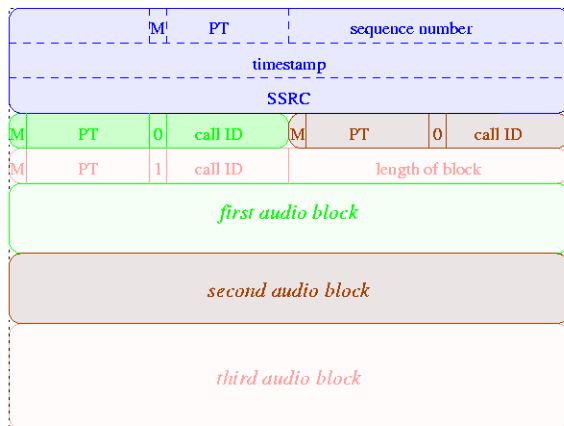 M PT sequence number
timestamp
SSRC
M PT 0 call ID M PT 0 call ID
M PT 1 call ID length of block
first audio block
second audio block
third audio block